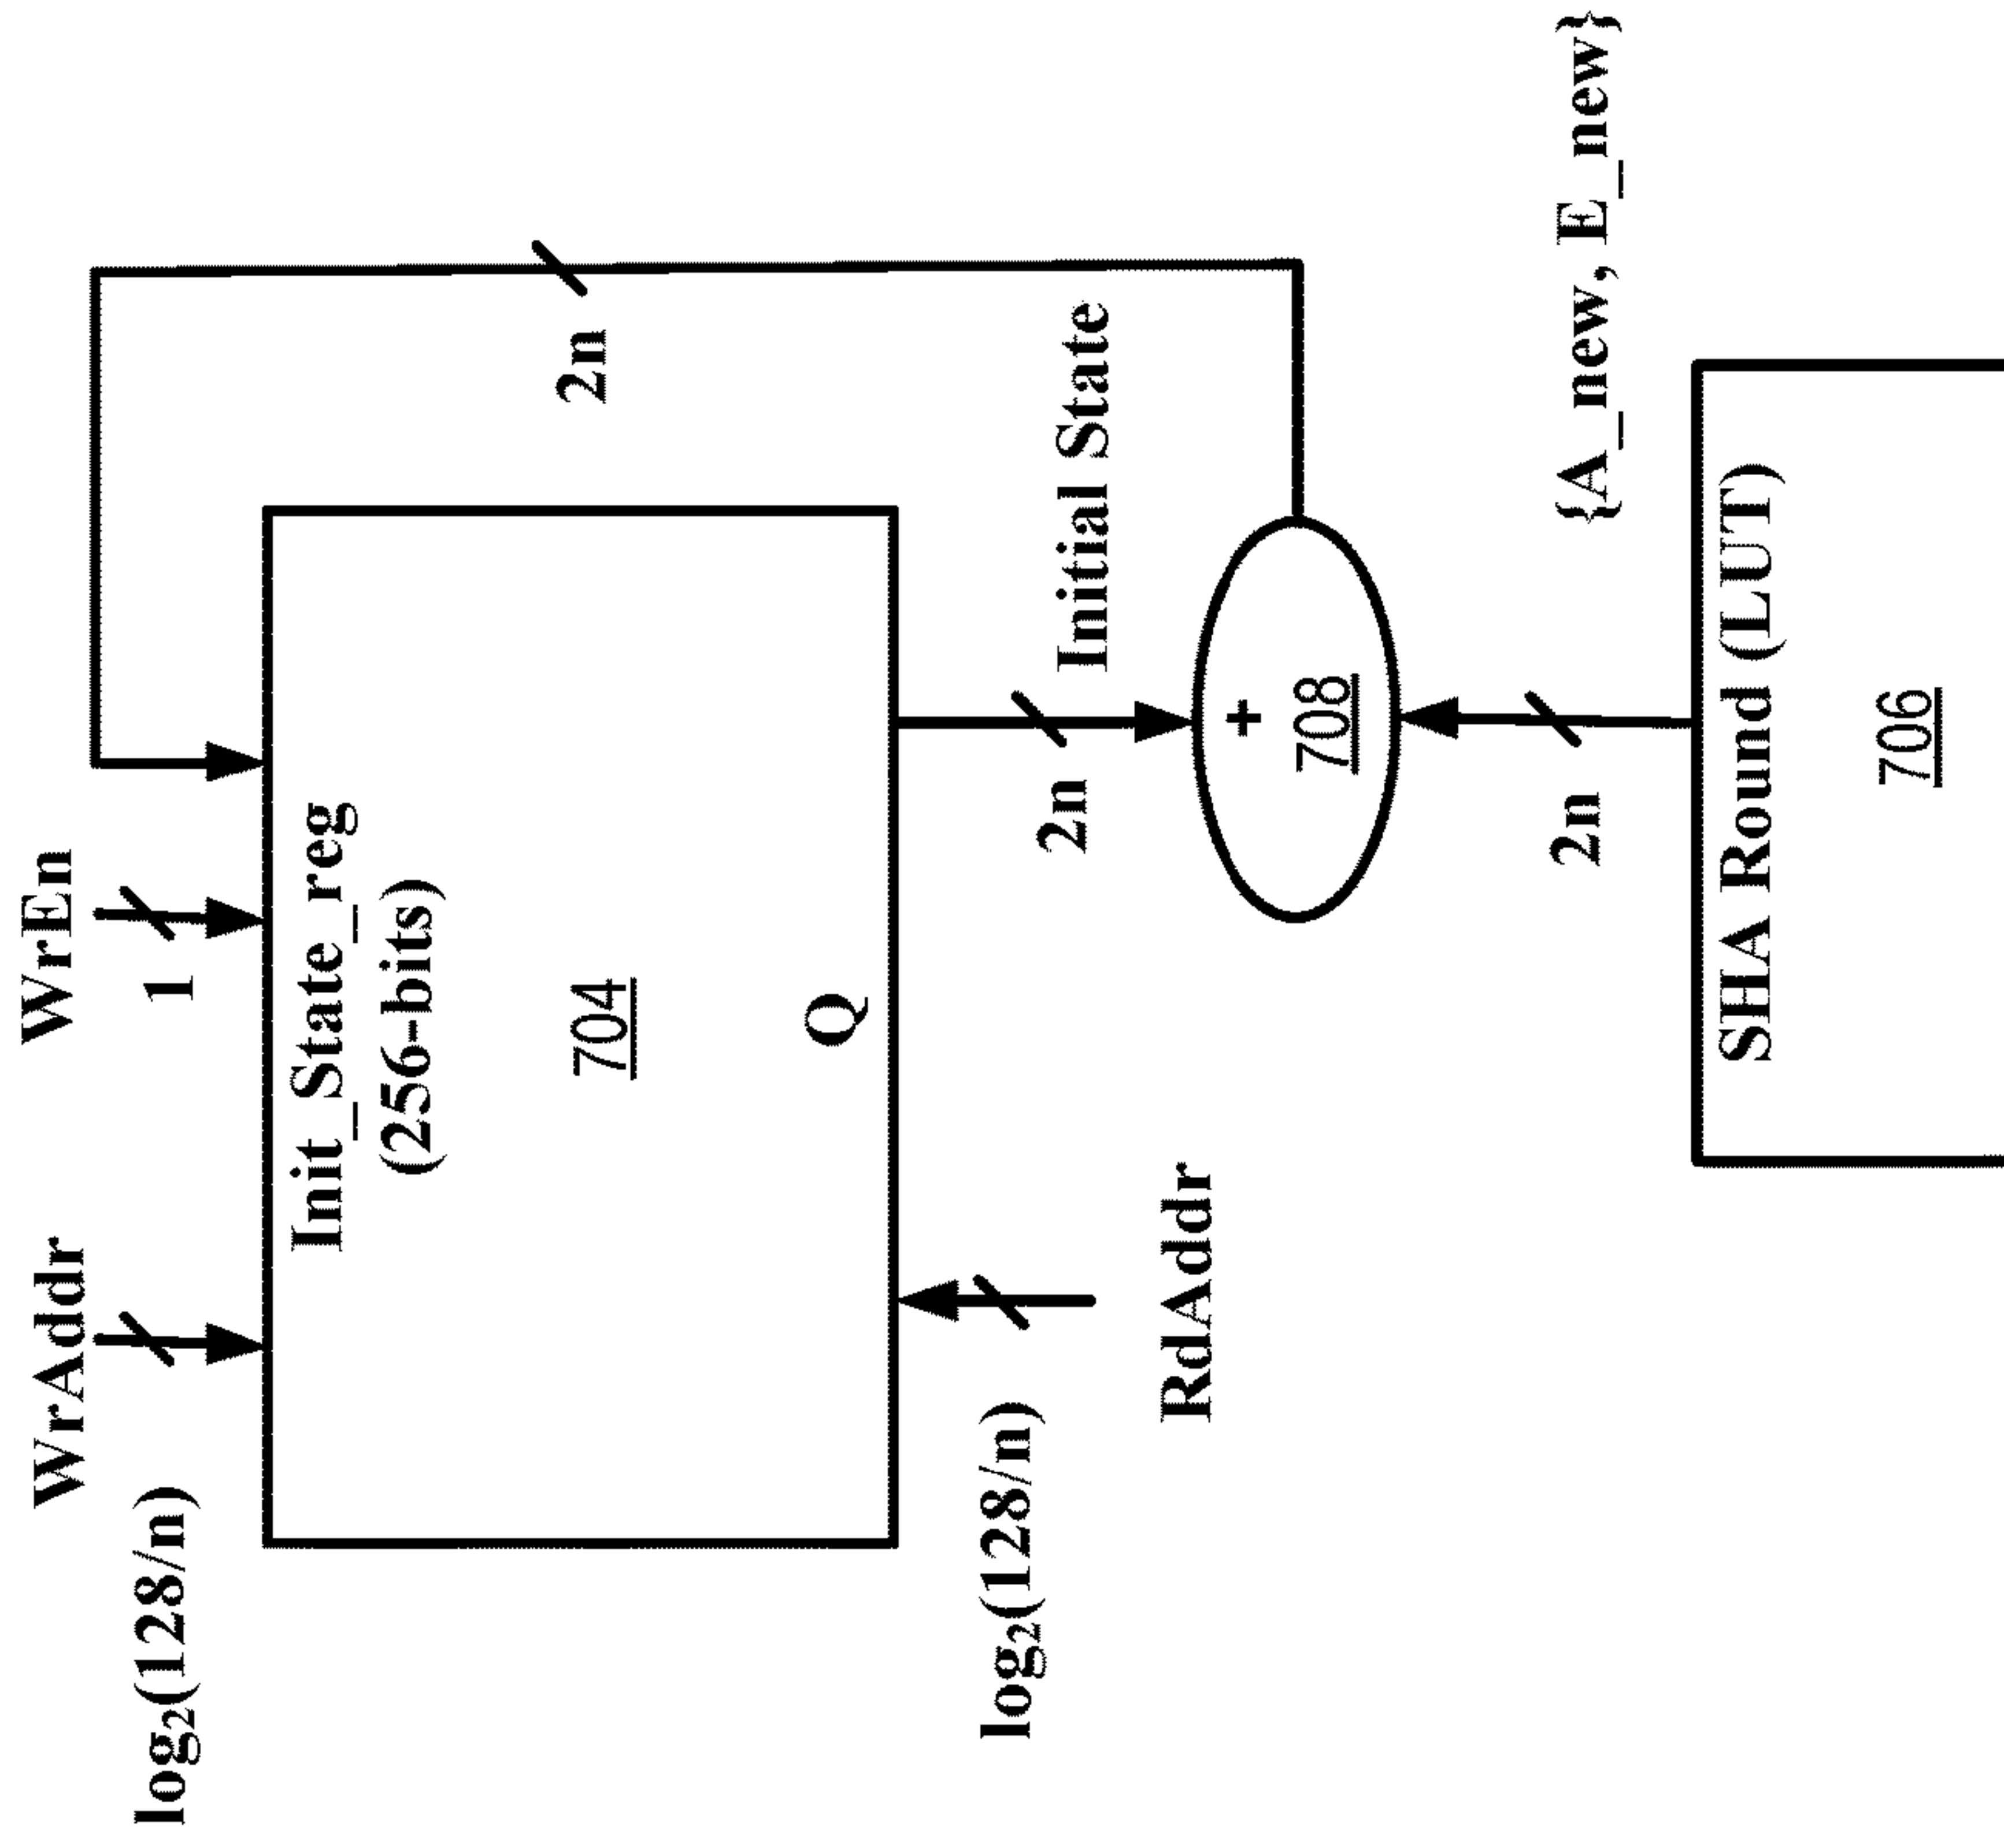 WrAddr
log₂(128/n)
WrEn
1
Init_State_reg
(256-bits)
704
Q
2n
log₂(128/n)
RdAddr
2n
Initial State
+
708
2n
{A_new, E_new}
SHA Round (LUT)
706